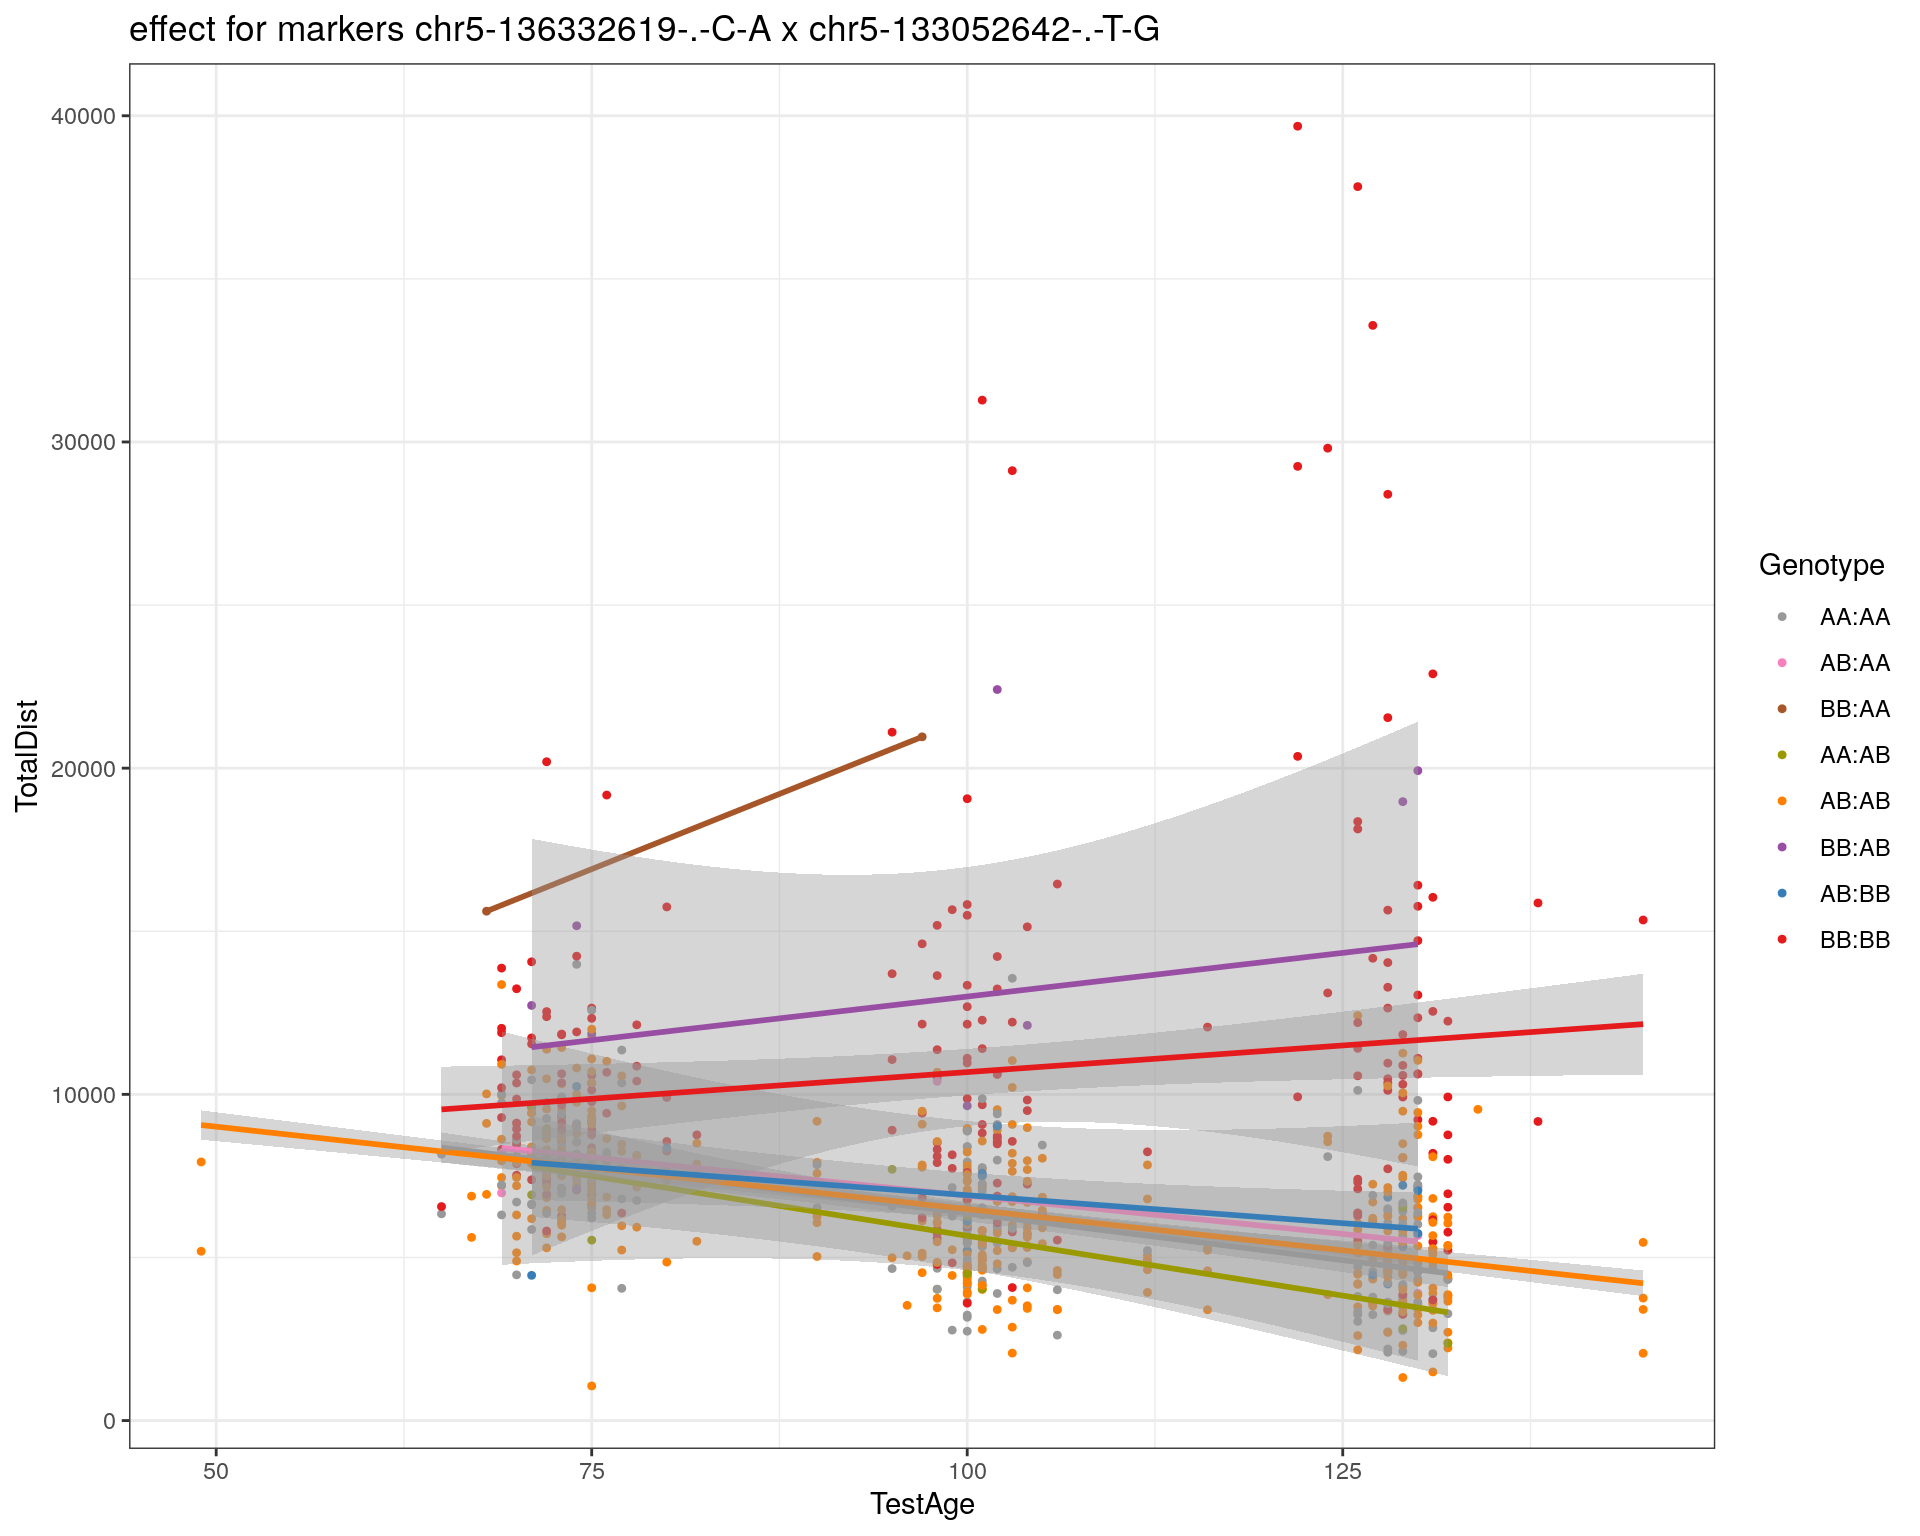 effect for markers chr5-136332619-.-C-A x chr5-133052642-.-T-G
40000
30000
20000
10000
0
TotalDist
50 75 100 125
TestAge
Genotype
AA:AA
AB:AA
BB:AA
AA:AB
AB:AB
BB:AB
AB:BB
BB:BB